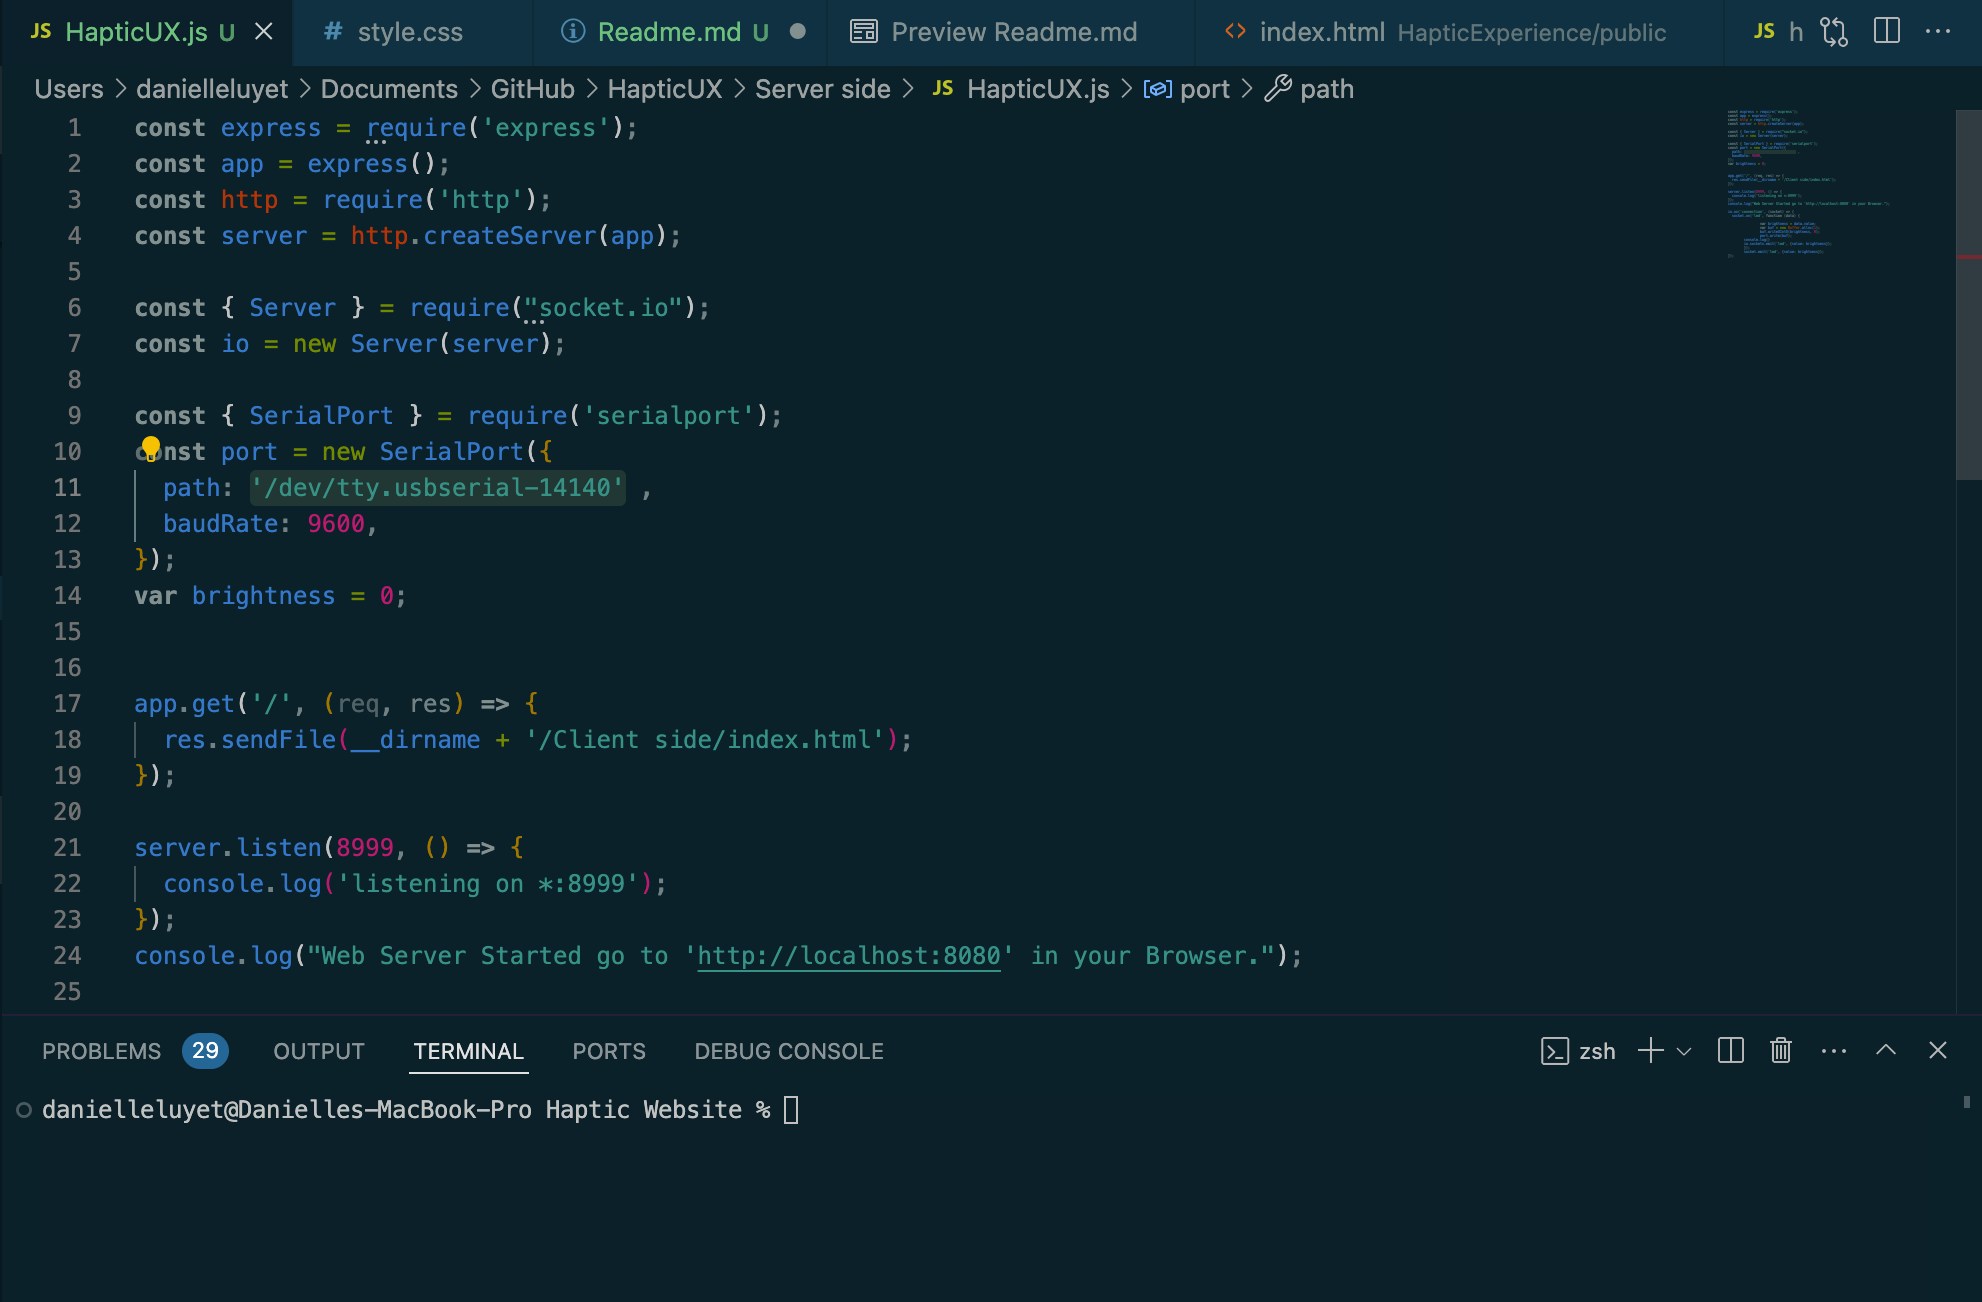 JS HapticUX.js U
# style.css
Readme.md U
Preview Readme.md
<> index.html HapticExperience/public
JS h
Users > danielleluyet > Documents > GitHub > HapticUX > Server side > JS HapticUX.js > port > path
1 const express = require('express');
2 const app = express();
3 const http = require('http');
4 const server = http.createServer(app);
5
6 const { Server } = require("socket.io");
7 const io = new Server(server);
8
9 const { SerialPort } = require('serialport');
10 const port = new SerialPort({
11 path: '/dev/tty.usbserial-14140' ,
12 baudRate: 9600,
13 });
14 var brightness = 0;
15
16
17 app.get('/', (req, res) => {
18 res.sendFile(__dirname + '/Client side/index.html');
19 });
20
21 server.listen(8999, () => {
22 console.log('listening on *:8999');
23 });
24 console.log("Web Server Started go to 'http://localhost:8080' in your Browser.");
25
PROBLEMS 29 OUTPUT TERMINAL PORTS DEBUG CONSOLE zsh
danielleluyet@Danielles-MacBook-Pro Haptic Website %